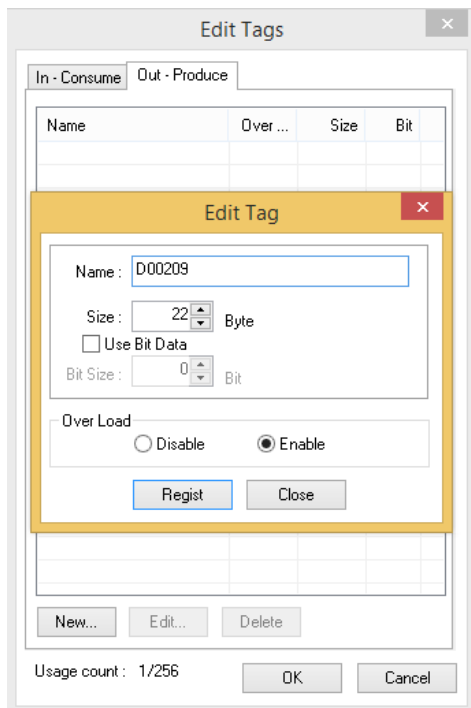 Edit Tags
In - Consume Out - Produce
Name Over ... Size Bit
Edit Tag
Name : D00209
Size : 22 Byte
Use Bit Data
Bit Size : 0 Bit
Over Load
Disable Enable
Regist Close
New... Edit... Delete
Usage count : 1/256 OK Cancel